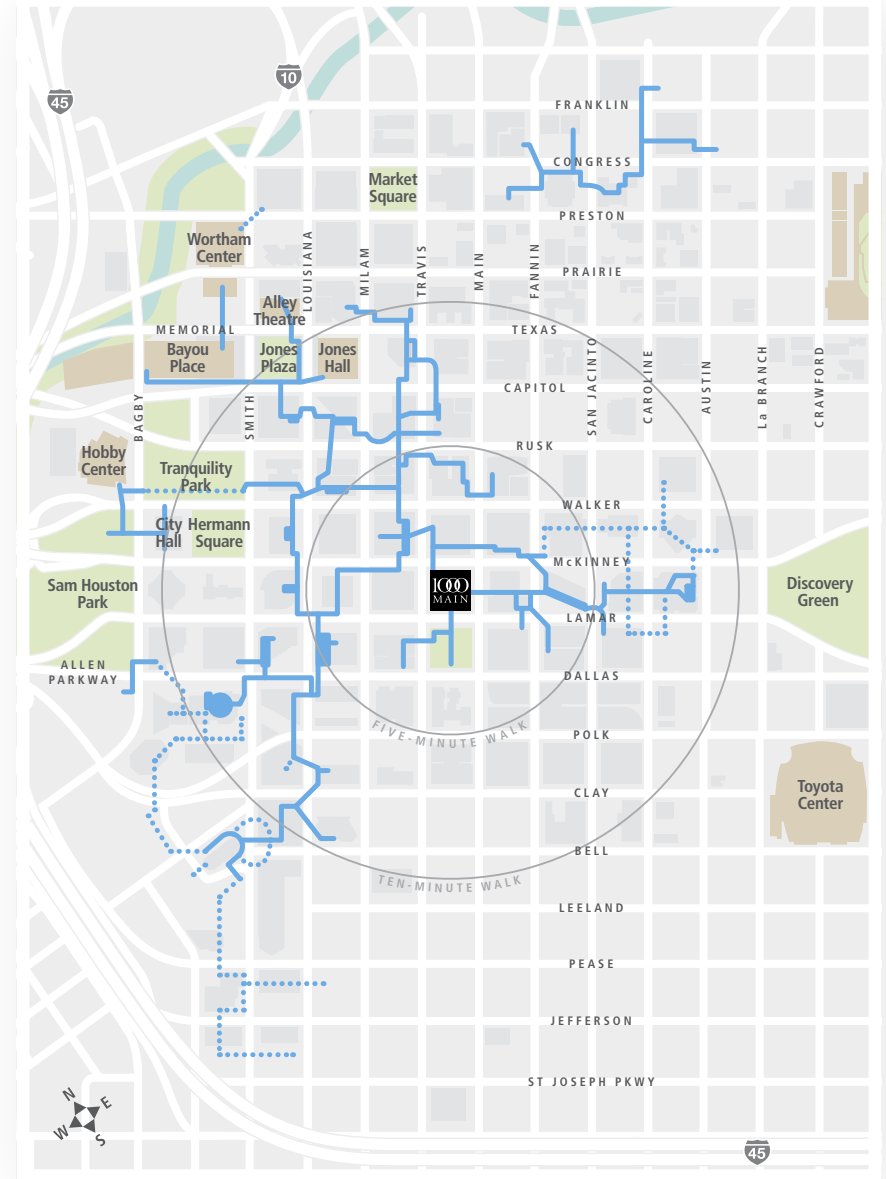 10
45
FRANKLIN
CONGRESS
Market
Square
PRESTON
Wortham
Center
LOUISIANA
MILAM
TRAVIS
MAIN
FANNIN
PRAIRIE
Alley
Theatre
MEMORIAL
TEXAS
Bayou
Place
Jones
Plaza
Jones
Hall
SAN JACINTO
CAROLINE
AUSTIN
La BRANCH
CRAWFORD
CAPITOL
BAGBY
SMITH
Hobby
Center
RUSK
Tranquility
Park
WALKER
City
Hall
Hermann
Square
McKINNEY
Sam Houston
Park
1000
MAIN
Discovery
Green
LAMAR
ALLEN
PARKWAY
DALLAS
FIVE-MINUTE WALK
POLK
Toyota
Center
CLAY
BELL
TEN-MINUTE WALK
LEELAND
PEASE
JEFFERSON
ST JOSEPH PKWY
N
E
W
S
45